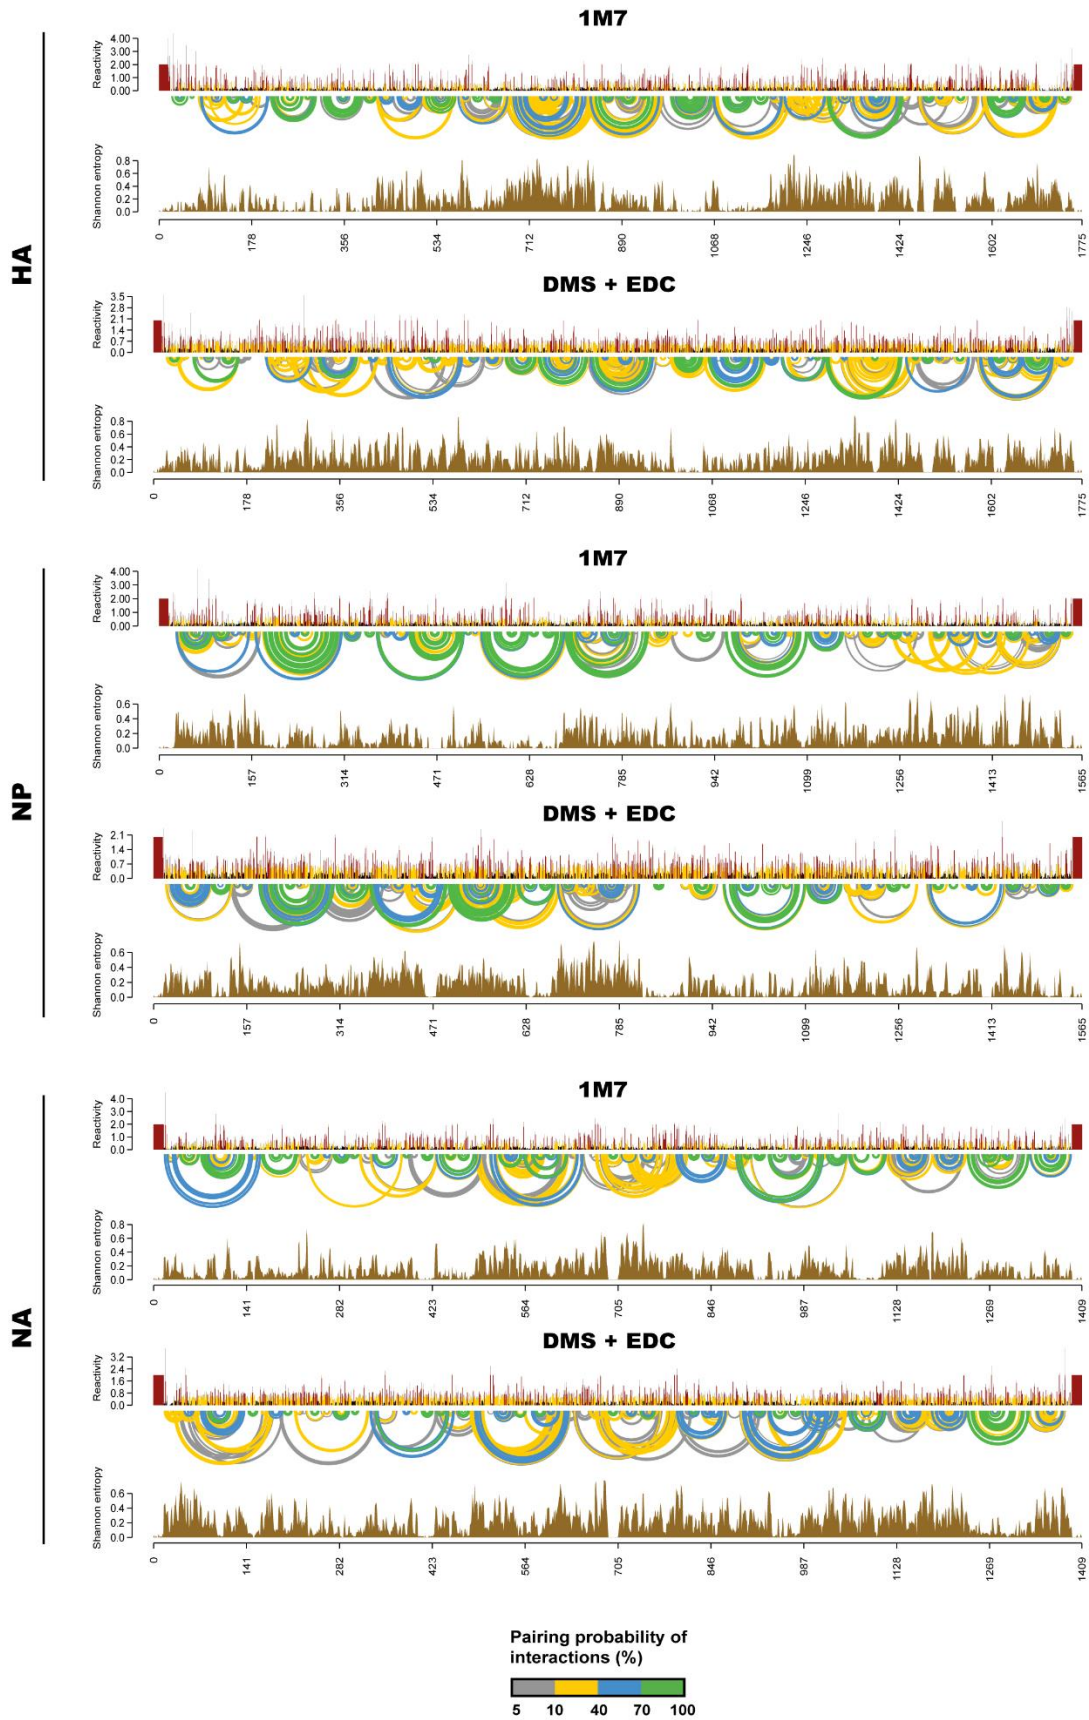 1M7
Reactivity
4.00
3.00
2.00
1.00
0.00
Shannon entropy
0.8
0.6
0.4
0.2
0.0
0 178 356 534 712 890 1068 1246 1424 1602 1775
HA
DMS + EDC
Reactivity
3.5
2.8
2.1
1.4
0.7
0.0
Shannon entropy
0.8
0.6
0.4
0.2
0.0
0 178 356 534 712 890 1068 1246 1424 1602 1775
1M7
Reactivity
4.00
3.00
2.00
1.00
0.00
Shannon entropy
0.6
0.4
0.2
0.0
0 157 314 471 628 785 942 1099 1256 1413 1565
NP
DMS + EDC
Reactivity
2.1
1.4
0.7
0.0
Shannon entropy
0.6
0.4
0.2
0.0
0 157 314 471 628 785 942 1099 1256 1413 1565
1M7
Reactivity
4.0
3.0
2.0
1.0
0.0
Shannon entropy
0.8
0.6
0.4
0.2
0.0
0 141 282 423 564 705 846 987 1128 1269 1409
NA
DMS + EDC
Reactivity
3.2
2.4
1.6
0.8
0.0
Shannon entropy
0.6
0.4
0.2
0.0
0 141 282 423 564 705 846 987 1128 1269 1409
Pairing probability of
interactions (%)
5 10 40 70 100